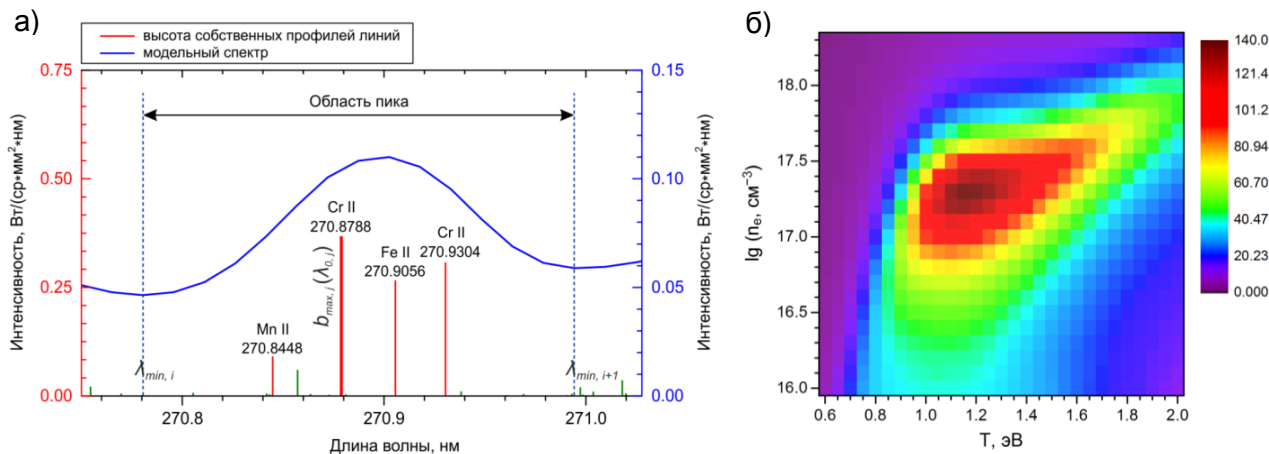 а)
высота собственных профилей линий
модельный спектр
Область пика
Cr II
270.8788
Fe II
270.9056
Cr II
270.9304
Mn II
270.8448
b_max, j (λ_0, j)
λ_min, i
λ_min, i+1
0.75
0.50
0.25
0.00
Интенсивность, Вт/(ср*мм²*нм)
0.15
0.10
0.05
0.00
Интенсивность, Вт/(ср*мм²*нм)
270.8
270.9
271.0
Длина волны, нм
б)
lg (nₑ, см⁻³)
18.0
17.5
17.0
16.5
16.0
0.6
0.8
1.0
1.2
1.4
1.6
1.8
2.0
T, эВ
140.0
121.4
101.2
80.94
60.70
40.47
20.23
0.000